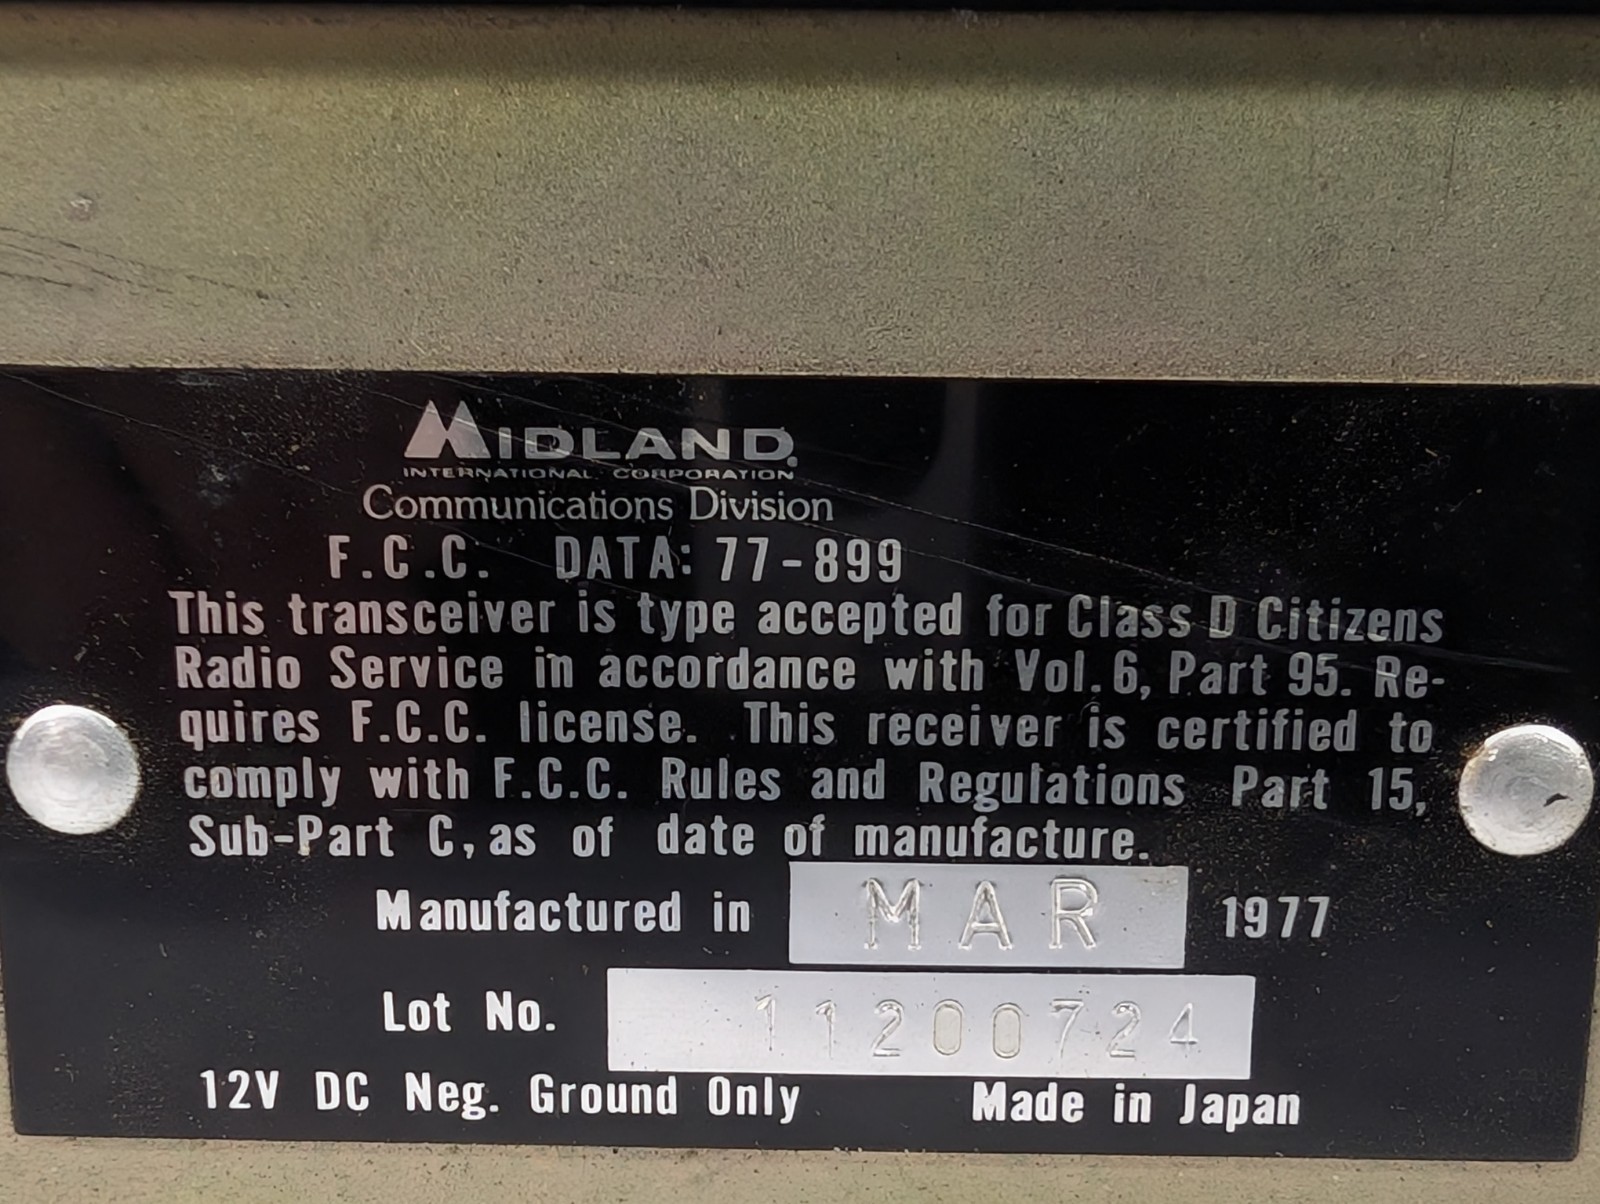 MIDLAND
INTERNATIONAL CORPORATION
Communications Division
F.C.C. DATA: 77-899
This transceiver is type accepted for Class D Citizens
Radio Service in accordance with Vol. 6, Part 95. Re-
quires F.C.C. license. This receiver is certified to
comply with F.C.C. Rules and Regulations Part 15,
Sub-Part C, as of date of manufacture.
Manufactured in MAR 1977
Lot No. 11200724
12V DC Neg. Ground Only Made in Japan